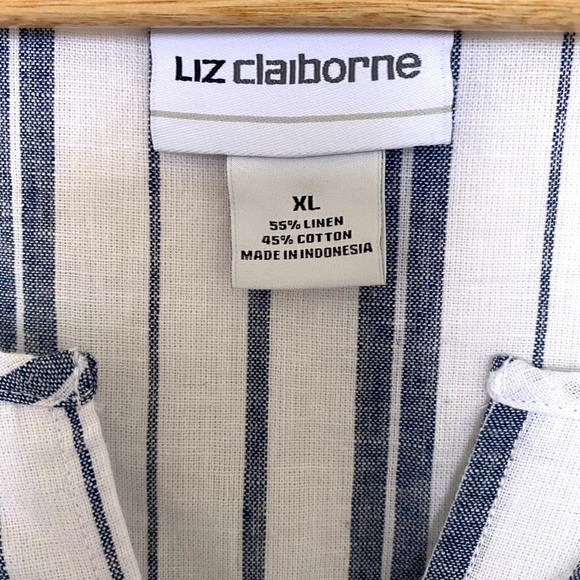 LIZ claiborne
XL
55% LINEN
45% COTTON
MADE IN INDONESIA